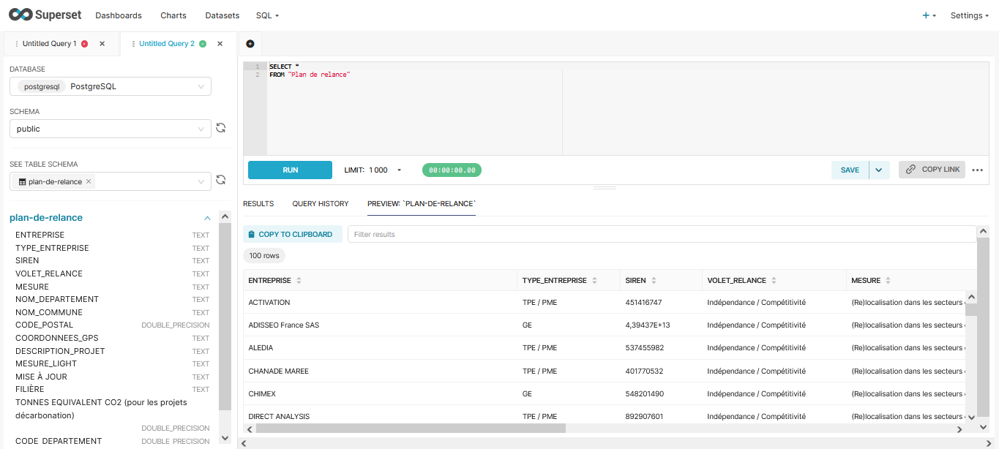 Superset Dashboards Charts Datasets SQL Settings
Untitled Query 1 Untitled Query 2
DATABASE
postgresql PostgreSQL
SCHEMA
public
SEE TABLE SCHEMA
plan-de-relance
plan-de-relance
ENTREPRISE TEXT
TYPE_ENTREPRISE TEXT
SIREN TEXT
VOLET_RELANCE TEXT
MESURE TEXT
NOM_DEPARTEMENT TEXT
NOM_COMMUNE TEXT
CODE_POSTAL DOUBLE_PRECISION
COORDONNEES_GPS TEXT
DESCRIPTION_PROJET TEXT
MESURE_LIGHT TEXT
MISE À JOUR TEXT
FILIÈRE TEXT
TONNES EQUIVALENT CO2 (pour les projets
décarbonation)
DOUBLE_PRECISION
CODE_DEPARTEMENT DOUBLE_PRECISION
1 SELECT *
2 FROM "Plan de relance"
RUN LIMIT: 1 000 00:00:00.00 SAVE COPY LINK
RESULTS QUERY HISTORY PREVIEW: `PLAN-DE-RELANCE`
COPY TO CLIPBOARD Filter results
100 rows
ENTREPRISE TYPE_ENTREPRISE SIREN VOLET_RELANCE MESURE
ACTIVATION TPE / PME 451416747 Indépendance / Compétitivité (Re)localisation dans les secteurs
ADISSEO France SAS GE 4,39437E+13 Indépendance / Compétitivité (Re)localisation dans les secteurs
ALEDIA TPE / PME 537455982 Indépendance / Compétitivité (Re)localisation dans les secteurs
CHANADE MAREE TPE / PME 401770532 Indépendance / Compétitivité (Re)localisation dans les secteurs
CHIMEX GE 548201490 Indépendance / Compétitivité (Re)localisation dans les secteurs
DIRECT ANALYSIS TPE / PME 892907601 Indépendance / Compétitivité (Re)localisation dans les secteurs